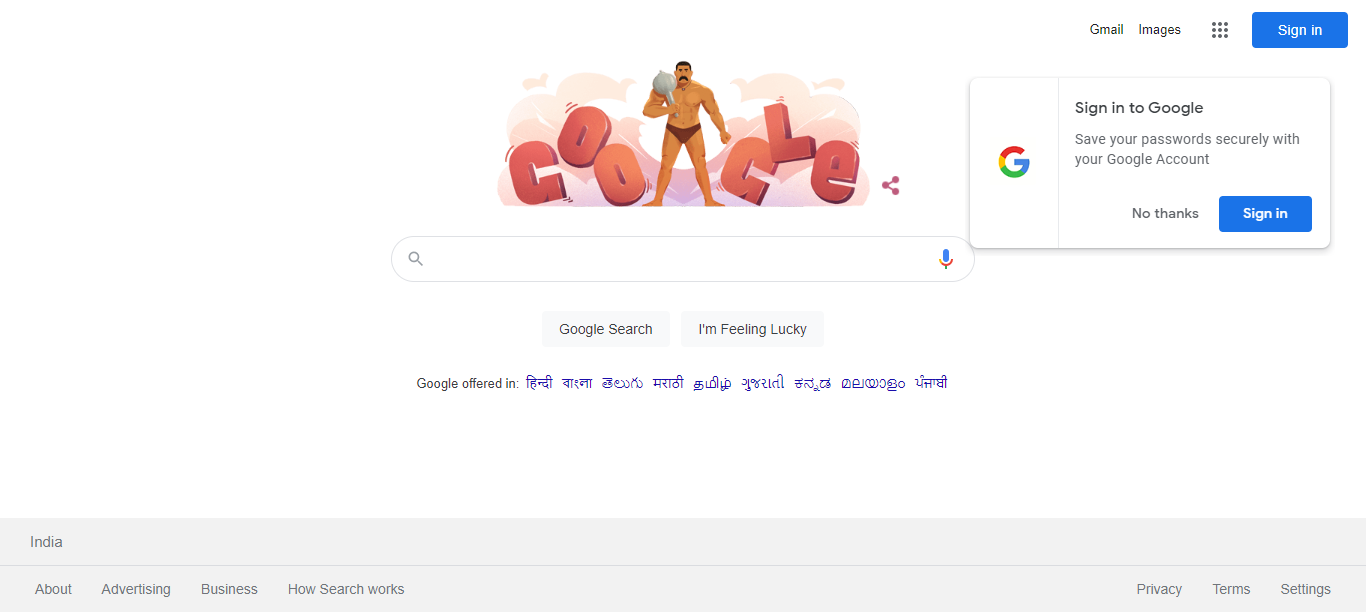 Gmail Images Sign in
Google
Sign in to Google
Save your passwords securely with
your Google Account
No thanks Sign in
Google Search I'm Feeling Lucky
Google offered in: हिन्दी বাংলা తెలుగు मराठी தமிழ் ગુજરાતી ಕನ್ನಡ മലയാളം ਪੰਜਾਬੀ
India
About Advertising Business How Search works Privacy Terms Settings